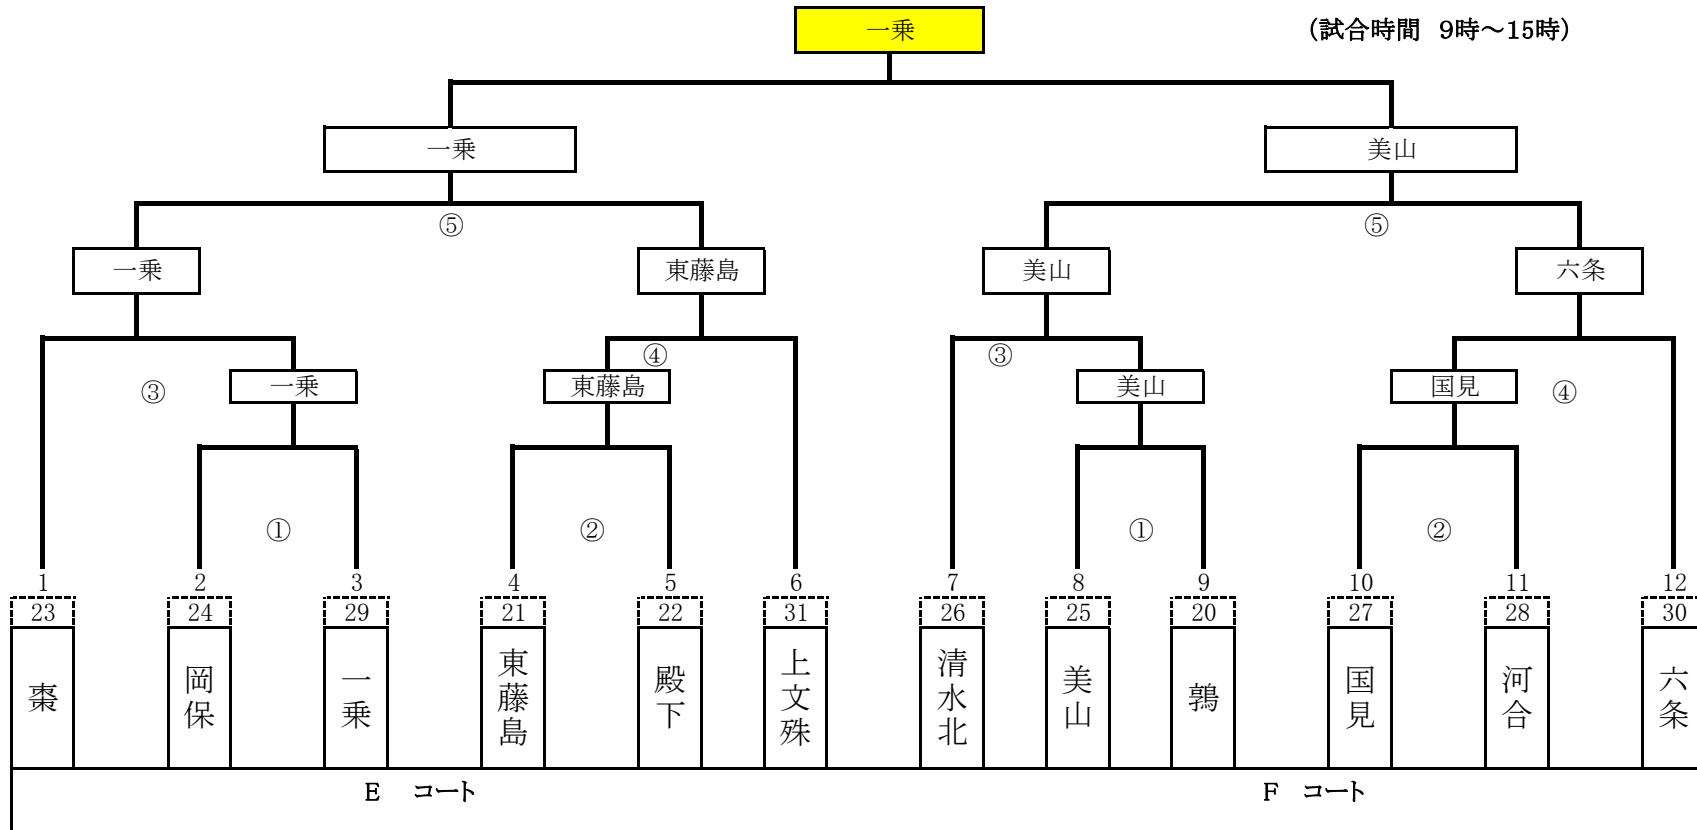 一乗
(試合時間 9時～15時)
一乗
美山
⑤
⑤
一乗
東藤島
美山
六条
④
③
③
一乗
東藤島
美山
国見
④
①
②
①
②
1 2 3 4 5 6 7 8 9 10 11 12
23 24 29 21 22 31 26 25 20 27 28 30
棗
岡保
一乗
東藤島
殿下
上文殊
清水北
美山
鶉
国見
河合
六条
E コート
F コート